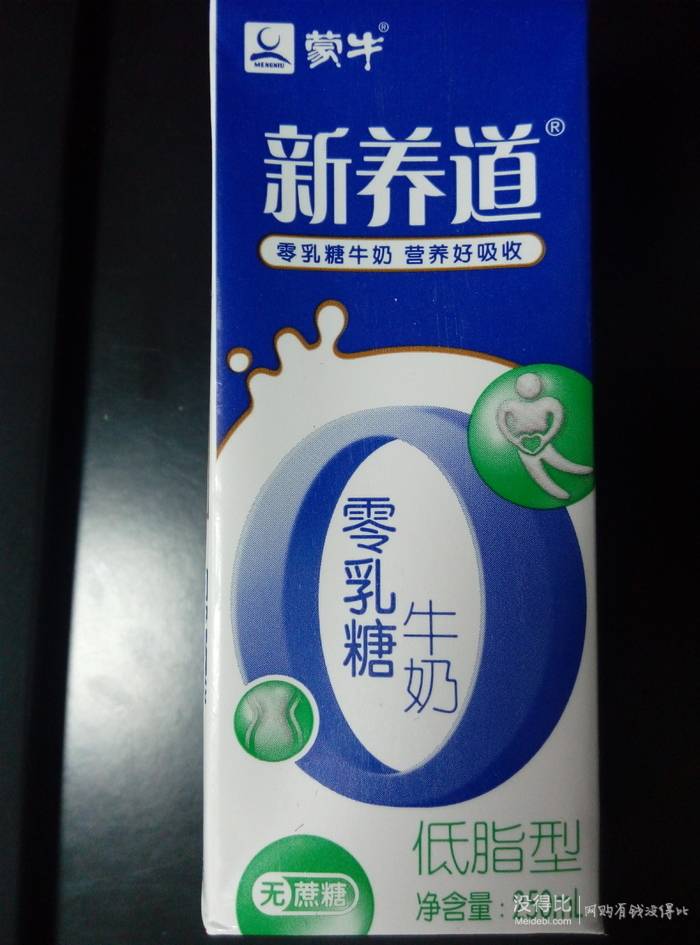 蒙牛®
MENGNIU
新养道®
零乳糖牛奶 营养好吸收
零乳糖
牛奶
低脂型
无蔗糖
净含量: 250mL
没得比
Meidebi.com
网购有钱没得比